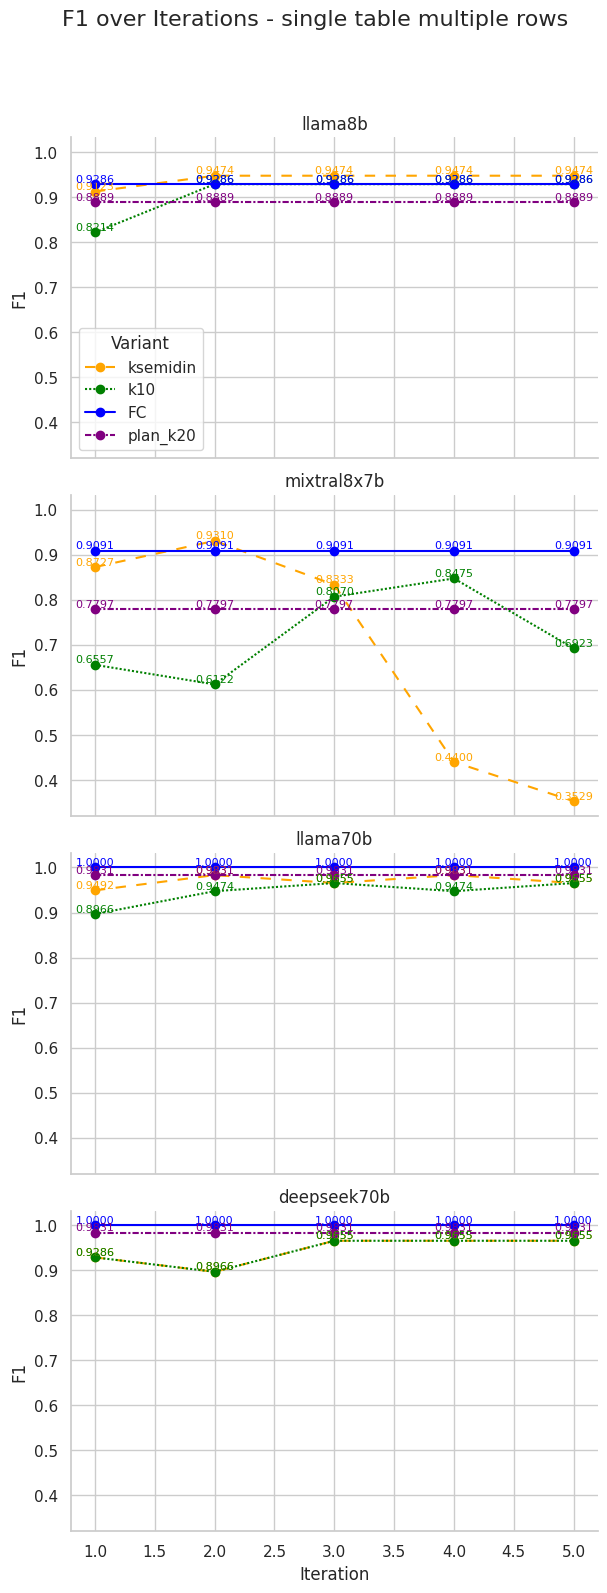 F1 over Iterations - single table multiple rows
llama8b
1.0
0.9
0.8
0.7
0.6
0.5
0.4
F1
0.9474 0.9474 0.9474 0.9474
0.9286 0.9286 0.9286 0.9286 0.9286
0.8889 0.8889 0.8889 0.8889 0.8889
0.8214
Variant
ksemidin
k10
FC
plan_k20
mixtral8x7b
1.0
0.9
0.8
0.7
0.6
0.5
0.4
F1
0.9310
0.9091 0.9091 0.9091 0.9091 0.9091
0.8727
0.8333
0.8070
0.8475
0.7797 0.7797 0.7797 0.7797 0.7797
0.6557
0.6122
0.6923
0.4400
0.3529
llama70b
1.0
0.9
0.8
0.7
0.6
0.5
0.4
F1
1.0000 1.0000 1.0000 1.0000 1.0000
0.9492
0.8966
0.9474
0.9474
deepseek70b
1.0
0.9
0.8
0.7
0.6
0.5
0.4
F1
1.0000 1.0000 1.0000 1.0000 1.0000
0.9286
0.8966
1.0 1.5 2.0 2.5 3.0 3.5 4.0 4.5 5.0
Iteration